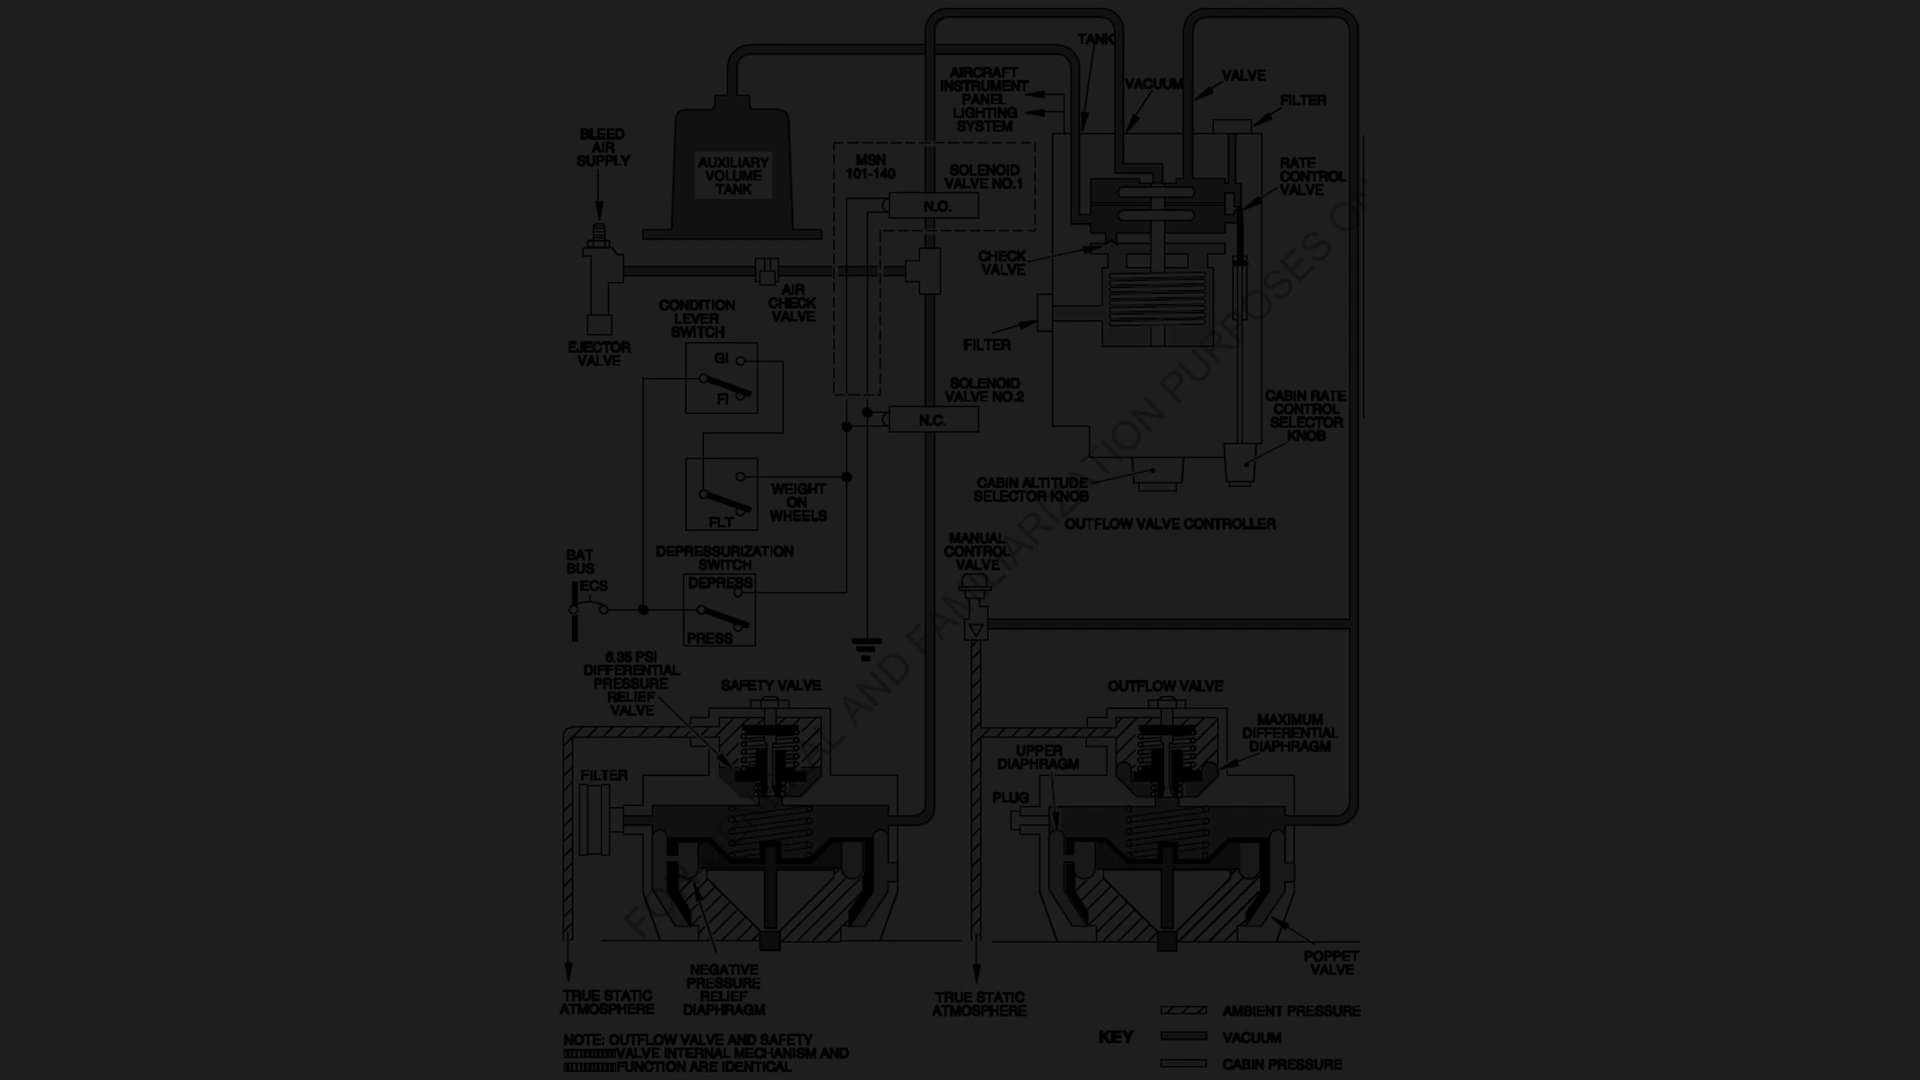 TANK
AIRCRAFT
INSTRUMENT
PANEL
LIGHTING
SYSTEM
VACUUM
VALVE
FILTER
BLEED
AIR
SUPPLY
AUXILIARY
VOLUME
TANK
MSN
101-140
SOLENOID
VALVE NO.1
N.O.
RATE
CONTROL
VALVE
CHECK
VALVE
AIR
CHECK
VALVE
CONDITION
LEVER
SWITCH
EJECTOR
VALVE
GI
FI
FILTER
SOLENOID
VALVE NO.2
N.C.
CABIN RATE
CONTROL
SELECTOR
KNOB
CABIN ALTITUDE
SELECTOR KNOB
OUTFLOW VALVE CONTROLLER
WEIGHT
ON
WHEELS
FLT
DEPRESSURIZATION
SWITCH
DEPRESS
PRESS
BAT
BUS
ECS
MANUAL
CONTROL
VALVE
6.35 PSI
DIFFERENTIAL
PRESSURE
RELIEF
VALVE
SAFETY VALVE
OUTFLOW VALVE
MAXIMUM
DIFFERENTIAL
DIAPHRAGM
UPPER
DIAPHRAGM
FILTER
PLUG
POPPET
VALVE
NEGATIVE
PRESSURE
RELIEF
DIAPHRAGM
TRUE STATIC
ATMOSPHERE
TRUE STATIC
ATMOSPHERE
NOTE: OUTFLOW VALVE AND SAFETY
VALVE INTERNAL MECHANISM AND
FUNCTION ARE IDENTICAL
KEY
AMBIENT PRESSURE
VACUUM
CABIN PRESSURE
AND FAMILIARIZATION PURPOSES